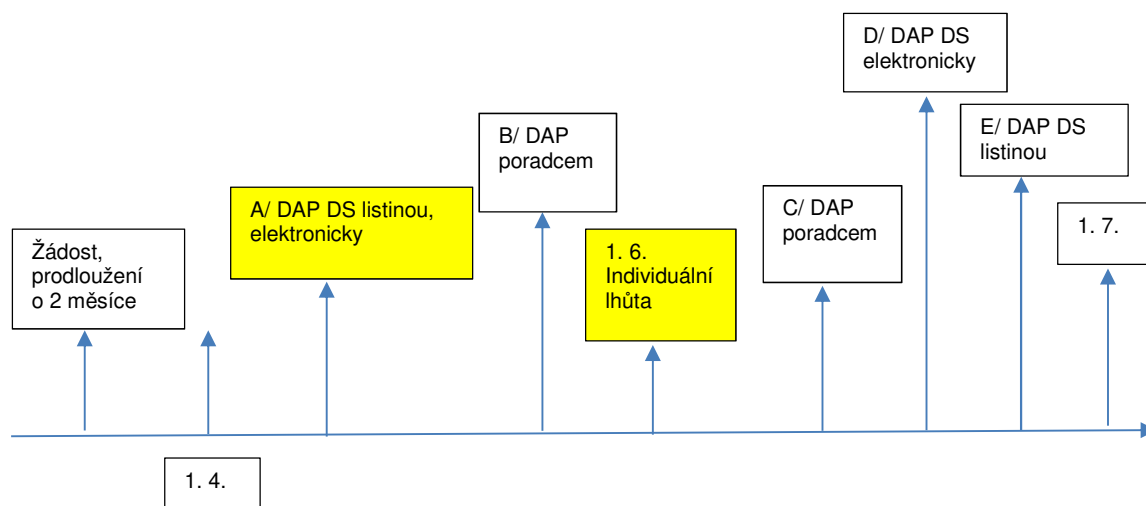 Žádost,
prodloužení
o 2 měsíce
1. 4.
A/ DAP DS listinou,
elektronicky
B/ DAP
poradcem
1. 6.
Individuální
lhůta
C/ DAP
poradcem
D/ DAP DS
elektronicky
E/ DAP DS
listinou
1. 7.